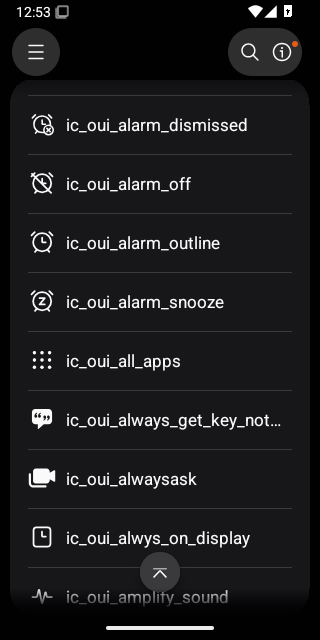 12:53
ic_oui_alarm_dismissed
ic_oui_alarm_off
ic_oui_alarm_outline
ic_oui_alarm_snooze
ic_oui_all_apps
ic_oui_always_get_key_not...
ic_oui_alwaysask
ic_oui_alwys_on_display
ic_oui_amplify_sound